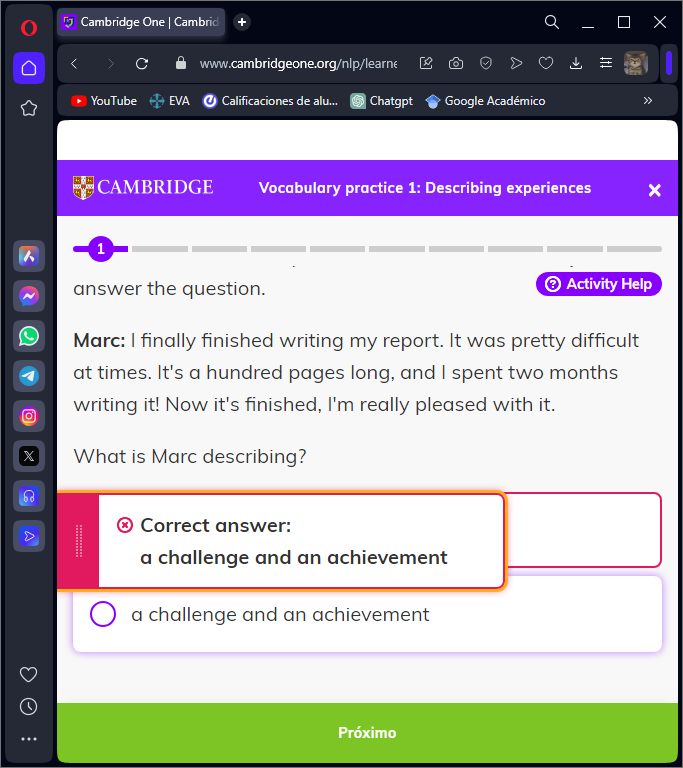 Cambridge One | Cambrid
www.cambridgeone.org/nlp/learne
YouTube
EVA
Calificaciones de alu...
Chatgpt
Google Académico
CAMBRIDGE
Vocabulary practice 1: Describing experiences
1
answer the question.
Activity Help
Marc: I finally finished writing my report. It was pretty difficult
at times. It's a hundred pages long, and I spent two months
writing it! Now it's finished, I'm really pleased with it.
What is Marc describing?
Correct answer:
a challenge and an achievement
a challenge and an achievement
Próximo